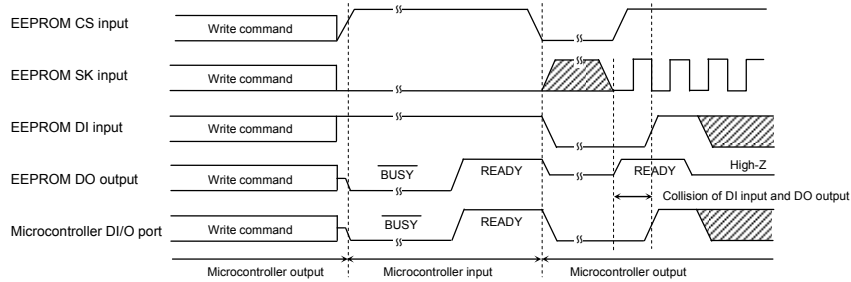 EEPROM CS input Write command
EEPROM SK input Write command
EEPROM DI input Write command
EEPROM DO output Write command BUSY READY READY High-Z
Collision of DI input and DO output
Microcontroller DI/O port Write command BUSY READY
Microcontroller output Microcontroller input Microcontroller output